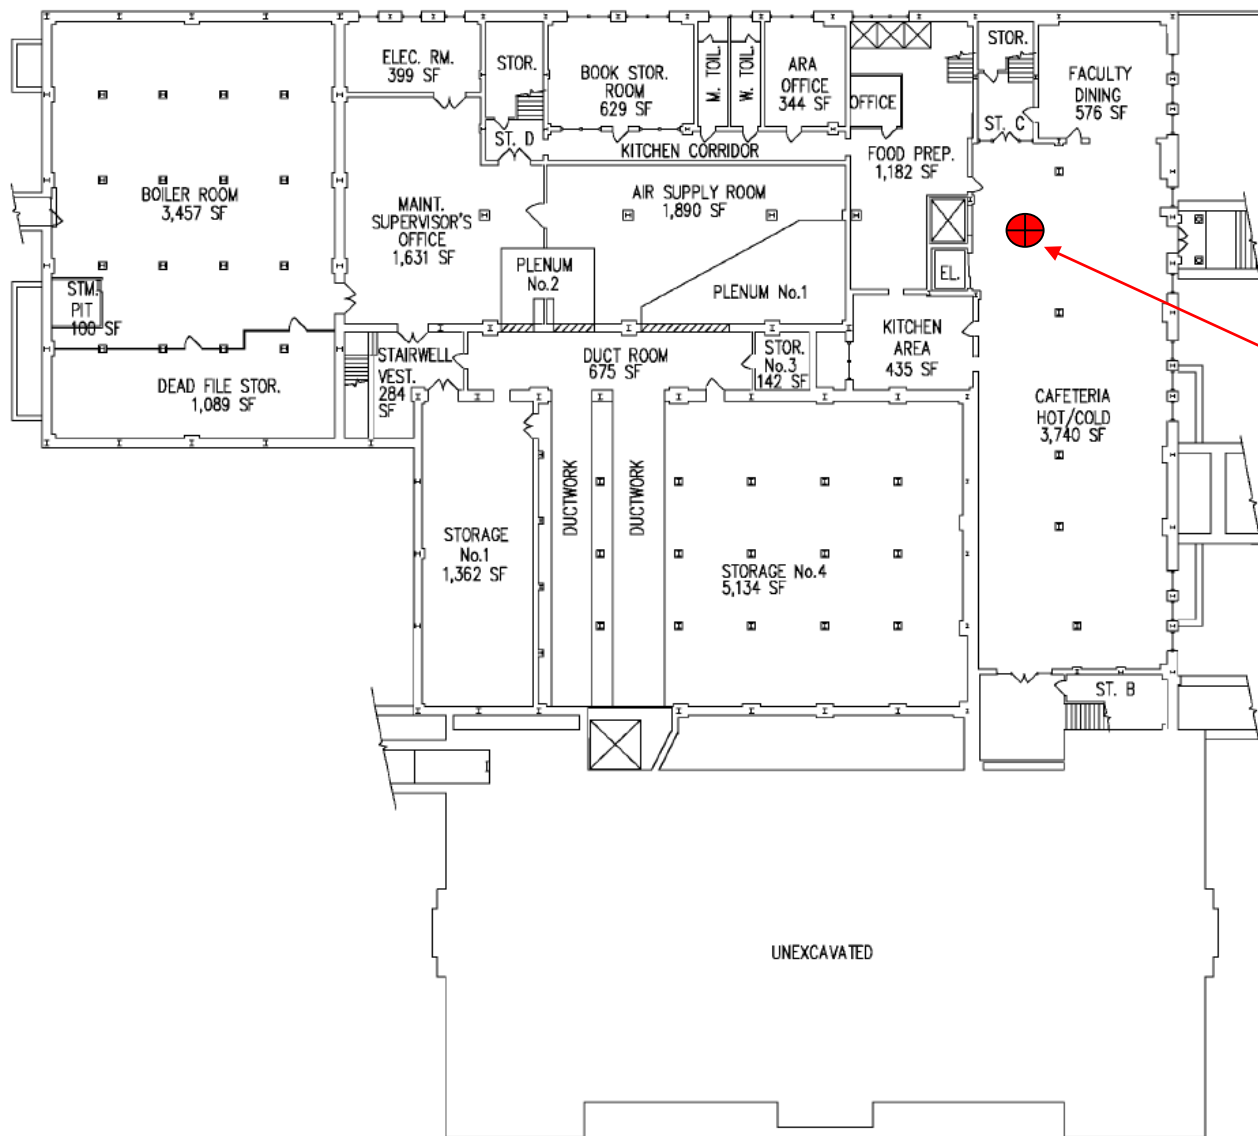 ELEC. RM.
399 SF
STOR.
BOOK STOR.
ROOM
629 SF
M. TOIL.
W. TOIL.
ARA
OFFICE
344 SF
OFFICE
STOR.
FACULTY
DINING
576 SF
ST. C
ST. D
KITCHEN CORRIDOR
FOOD PREP.
1,182 SF
BOILER ROOM
3,457 SF
MAINT.
SUPERVISOR'S
OFFICE
1,631 SF
AIR SUPPLY ROOM
1,890 SF
PLENUM
No.2
PLENUM No.1
EL.
STM.
PIT
100 SF
KITCHEN
AREA
435 SF
STAIRWELL
VEST.
284
SF
DUCT ROOM
675 SF
STOR.
No.3
142 SF
DEAD FILE STOR.
1,089 SF
CAFETERIA
HOT/COLD
3,740 SF
DUCTWORK
DUCTWORK
STORAGE
No.1
1,362 SF
STORAGE No.4
5,134 SF
ST. B
UNEXCAVATED